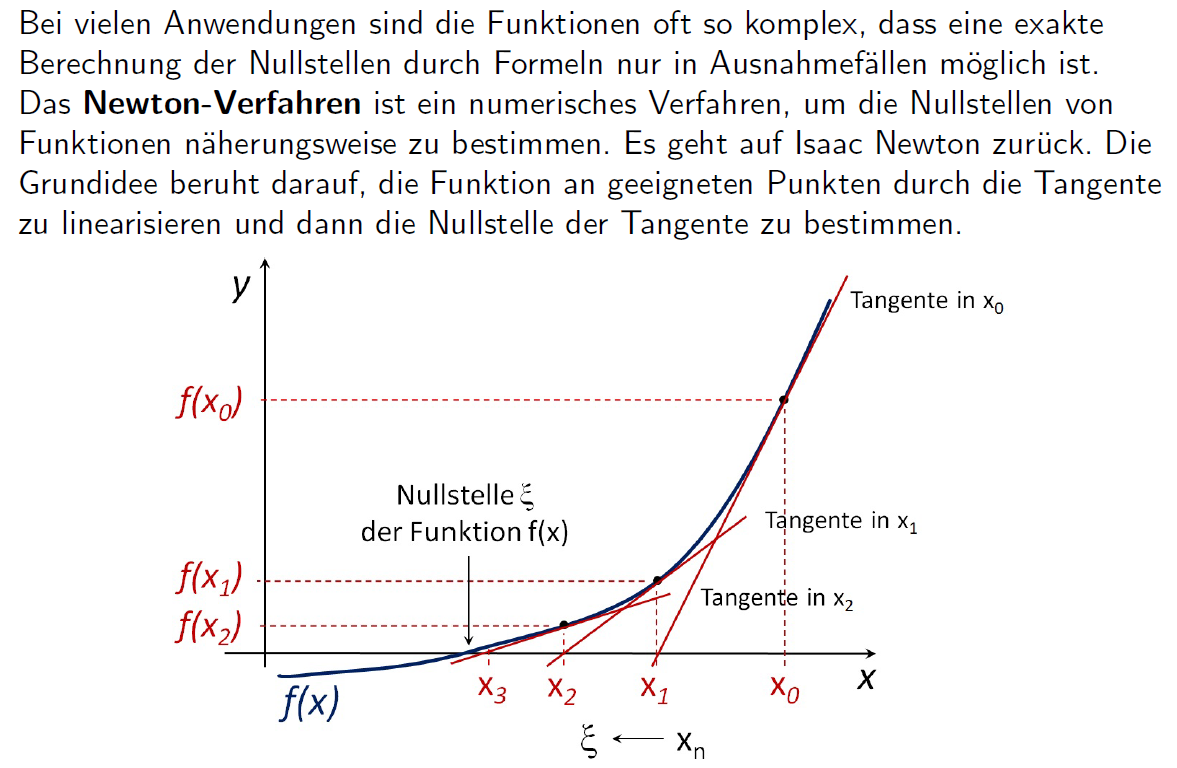 Bei vielen Anwendungen sind die Funktionen oft so komplex, dass eine exakte
Berechnung der Nullstellen durch Formeln nur in Ausnahmefällen möglich ist.
Das Newton-Verfahren ist ein numerisches Verfahren, um die Nullstellen von
Funktionen näherungsweise zu bestimmen. Es geht auf Isaac Newton zurück. Die
Grundidee beruht darauf, die Funktion an geeigneten Punkten durch die Tangente
zu linearisieren und dann die Nullstelle der Tangente zu bestimmen.
y
Tangente in x₀
f(x₀)
Nullstelle ξ
der Funktion f(x)
Tangente in x₁
f(x₁)
Tangente in x₂
f(x₂)
x₃ x₂ x₁ x₀ x
f(x)
ξ ← xₙ